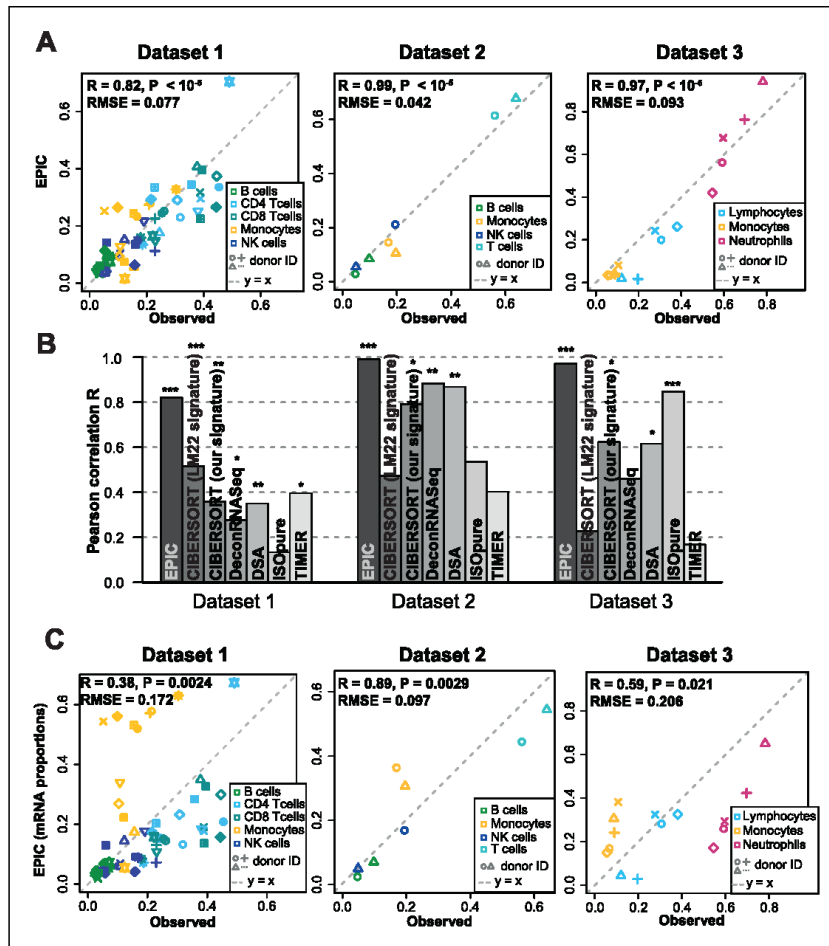 A
Dataset 1
Dataset 2
Dataset 3
R = 0.82, P < 10-5
RMSE = 0.077
R = 0.99, P < 10-5
RMSE = 0.042
R = 0.97, P < 10-5
RMSE = 0.093
EPIC
0.0
0.2
0.4
0.6
B cells
CD4 Tcells
CD8 Tcells
Monocytes
NK cells
donor ID
...
y = x
0.0 0.2 0.4 0.6
Observed
0.0
0.2
0.4
0.6
B cells
Monocytes
NK cells
T cells
donor ID
y = x
0.0 0.2 0.4 0.6
Observed
0.0
0.2
0.4
0.6
0.8
Lymphocytes
Monocytes
Neutrophils
donor ID
...
y = x
0.0 0.2 0.4 0.6 0.8
Observed
B
Pearson correlation R
0.0
0.2
0.4
0.6
0.8
1.0
*** EPIC
CIBERSORT (LM22 signature) ***
CIBERSORT (our signature) **
DeconRNASeq *
** DSA
ISOpure
* TIMER
Dataset 1
*** EPIC
CIBERSORT (LM22 signature)
CIBERSORT (our signature) *
** DeconRNASeq
** DSA
ISOpure
TIMER
Dataset 2
*** EPIC
CIBERSORT (LM22 signature)
CIBERSORT (our signature) *
DeconRNASeq
* DSA
*** ISOpure
TIMER
Dataset 3
C
Dataset 1
Dataset 2
Dataset 3
R = 0.38, P = 0.0024
RMSE = 0.172
R = 0.89, P = 0.0029
RMSE = 0.097
R = 0.59, P = 0.021
RMSE = 0.206
EPIC (mRNA proportions)
0.0
0.2
0.4
0.6
B cells
CD4 Tcells
CD8 Tcells
Monocytes
NK cells
donor ID
...
y = x
0.0 0.2 0.4 0.6
Observed
0.0
0.2
0.4
0.6
B cells
Monocytes
NK cells
T cells
donor ID
y = x
0.0 0.2 0.4 0.6
Observed
0.0
0.2
0.4
0.6
0.8
Lymphocytes
Monocytes
Neutrophils
donor ID
...
y = x
0.0 0.2 0.4 0.6 0.8
Observed